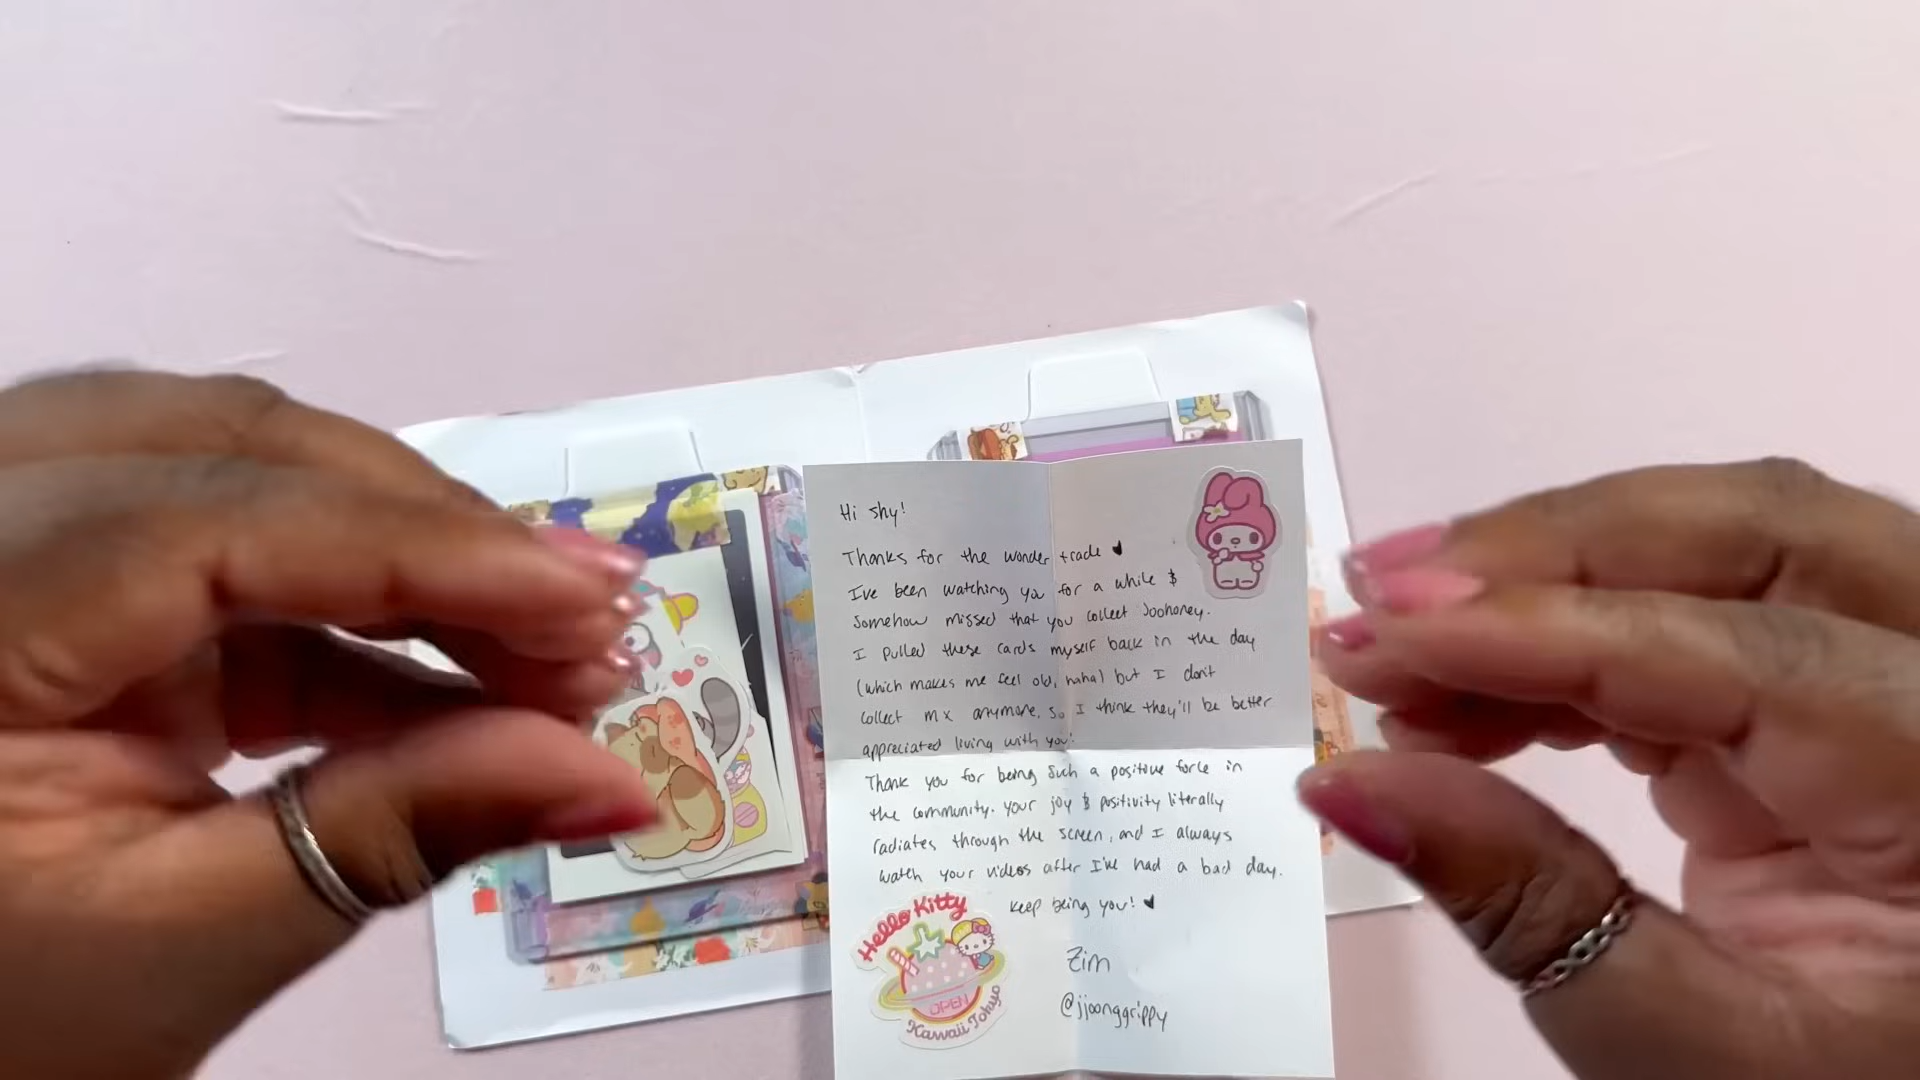 Hi shy!
Thanks for the wonder trade ♥
I've been watching you for a while &
somehow missed that you collect Joohoney.
I pulled these cards myself back in the day
(which makes me feel old, haha) but I don't
collect mx anymore, so I think they'll be better
appreciated living with you!
Thank you for being such a positive force in
the community. your joy & positivity literally
radiates through the screen, and I always
watch your videos after I've had a bad day.
keep being you! ♥
Zim
@jjoonggrippy
Hello Kitty
OPEN
Kawaii Tokyo